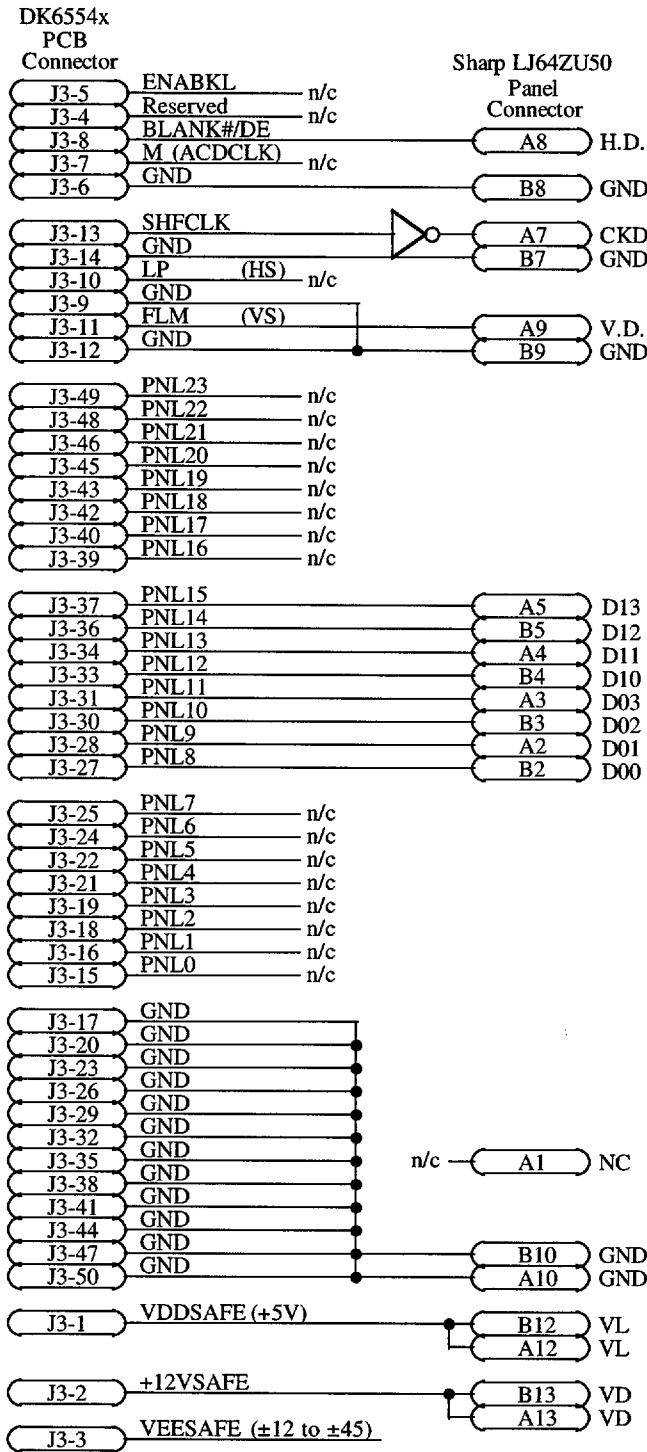 DK6554x
PCB
Connector
Sharp LJ64ZU50
Panel
Connector
J3-5 ENABKL n/c
J3-4 Reserved n/c
J3-8 BLANK#/DE A8 H.D.
J3-7 M (ACDCLK) n/c
J3-6 GND B8 GND
J3-13 SHFCLK A7 CKD
J3-14 GND B7 GND
J3-10 LP (HS) n/c
J3-9 GND
J3-11 FLM (VS) A9 V.D.
J3-12 GND B9 GND
J3-49 PNL23 n/c
J3-48 PNL22 n/c
J3-46 PNL21 n/c
J3-45 PNL20 n/c
J3-43 PNL19 n/c
J3-42 PNL18 n/c
J3-40 PNL17 n/c
J3-39 PNL16 n/c
J3-37 PNL15 A5 D13
J3-36 PNL14 B5 D12
J3-34 PNL13 A4 D11
J3-33 PNL12 B4 D10
J3-31 PNL11 A3 D03
J3-30 PNL10 B3 D02
J3-28 PNL9 A2 D01
J3-27 PNL8 B2 D00
J3-25 PNL7 n/c
J3-24 PNL6 n/c
J3-22 PNL5 n/c
J3-21 PNL4 n/c
J3-19 PNL3 n/c
J3-18 PNL2 n/c
J3-16 PNL1 n/c
J3-15 PNL0 n/c
J3-17 GND
J3-20 GND
J3-23 GND
J3-26 GND
J3-29 GND
J3-32 GND
J3-35 GND n/c A1 NC
J3-38 GND
J3-41 GND
J3-44 GND
J3-47 GND B10 GND
J3-50 GND A10 GND
J3-1 VDDSAFE (+5V) B12 VL
A12 VL
J3-2 +12VSAFE B13 VD
A13 VD
J3-3 VEESAFE (±12 to ±45)